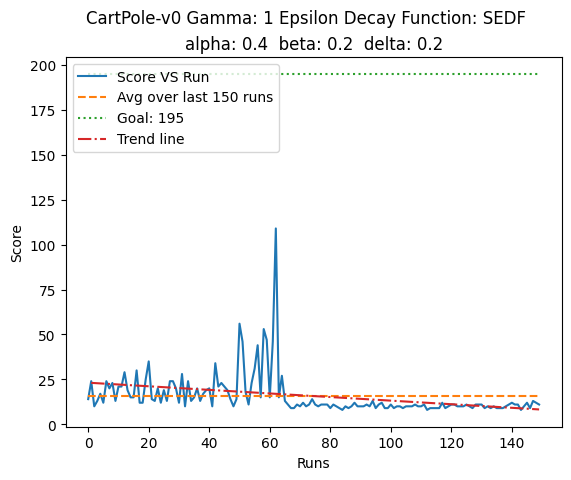 CartPole-v0 Gamma: 1 Epsilon Decay Function: SEDF
alpha: 0.4  beta: 0.2  delta: 0.2
Score VS Run
Avg over last 150 runs
Goal: 195
Trend line
200
175
150
125
100
75
50
25
0
Score
0 20 40 60 80 100 120 140
Runs